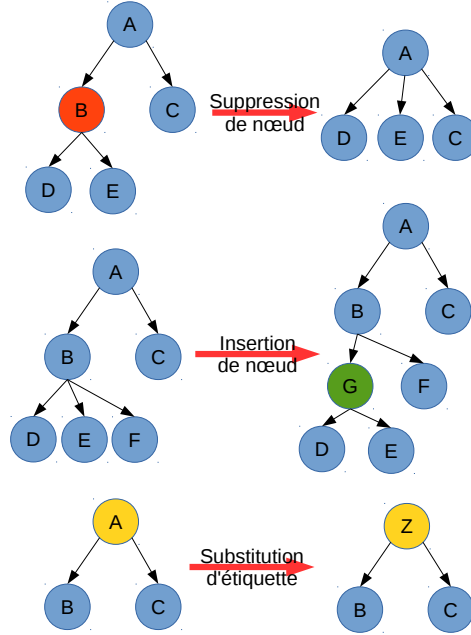 A
A
B
C
Suppression
de nœud
D
E
D
E
C
A
A
B
C
B
C
Insertion
de nœud
G
F
D
E
F
D
E
A
Z
Substitution
d'étiquette
B
C
B
C